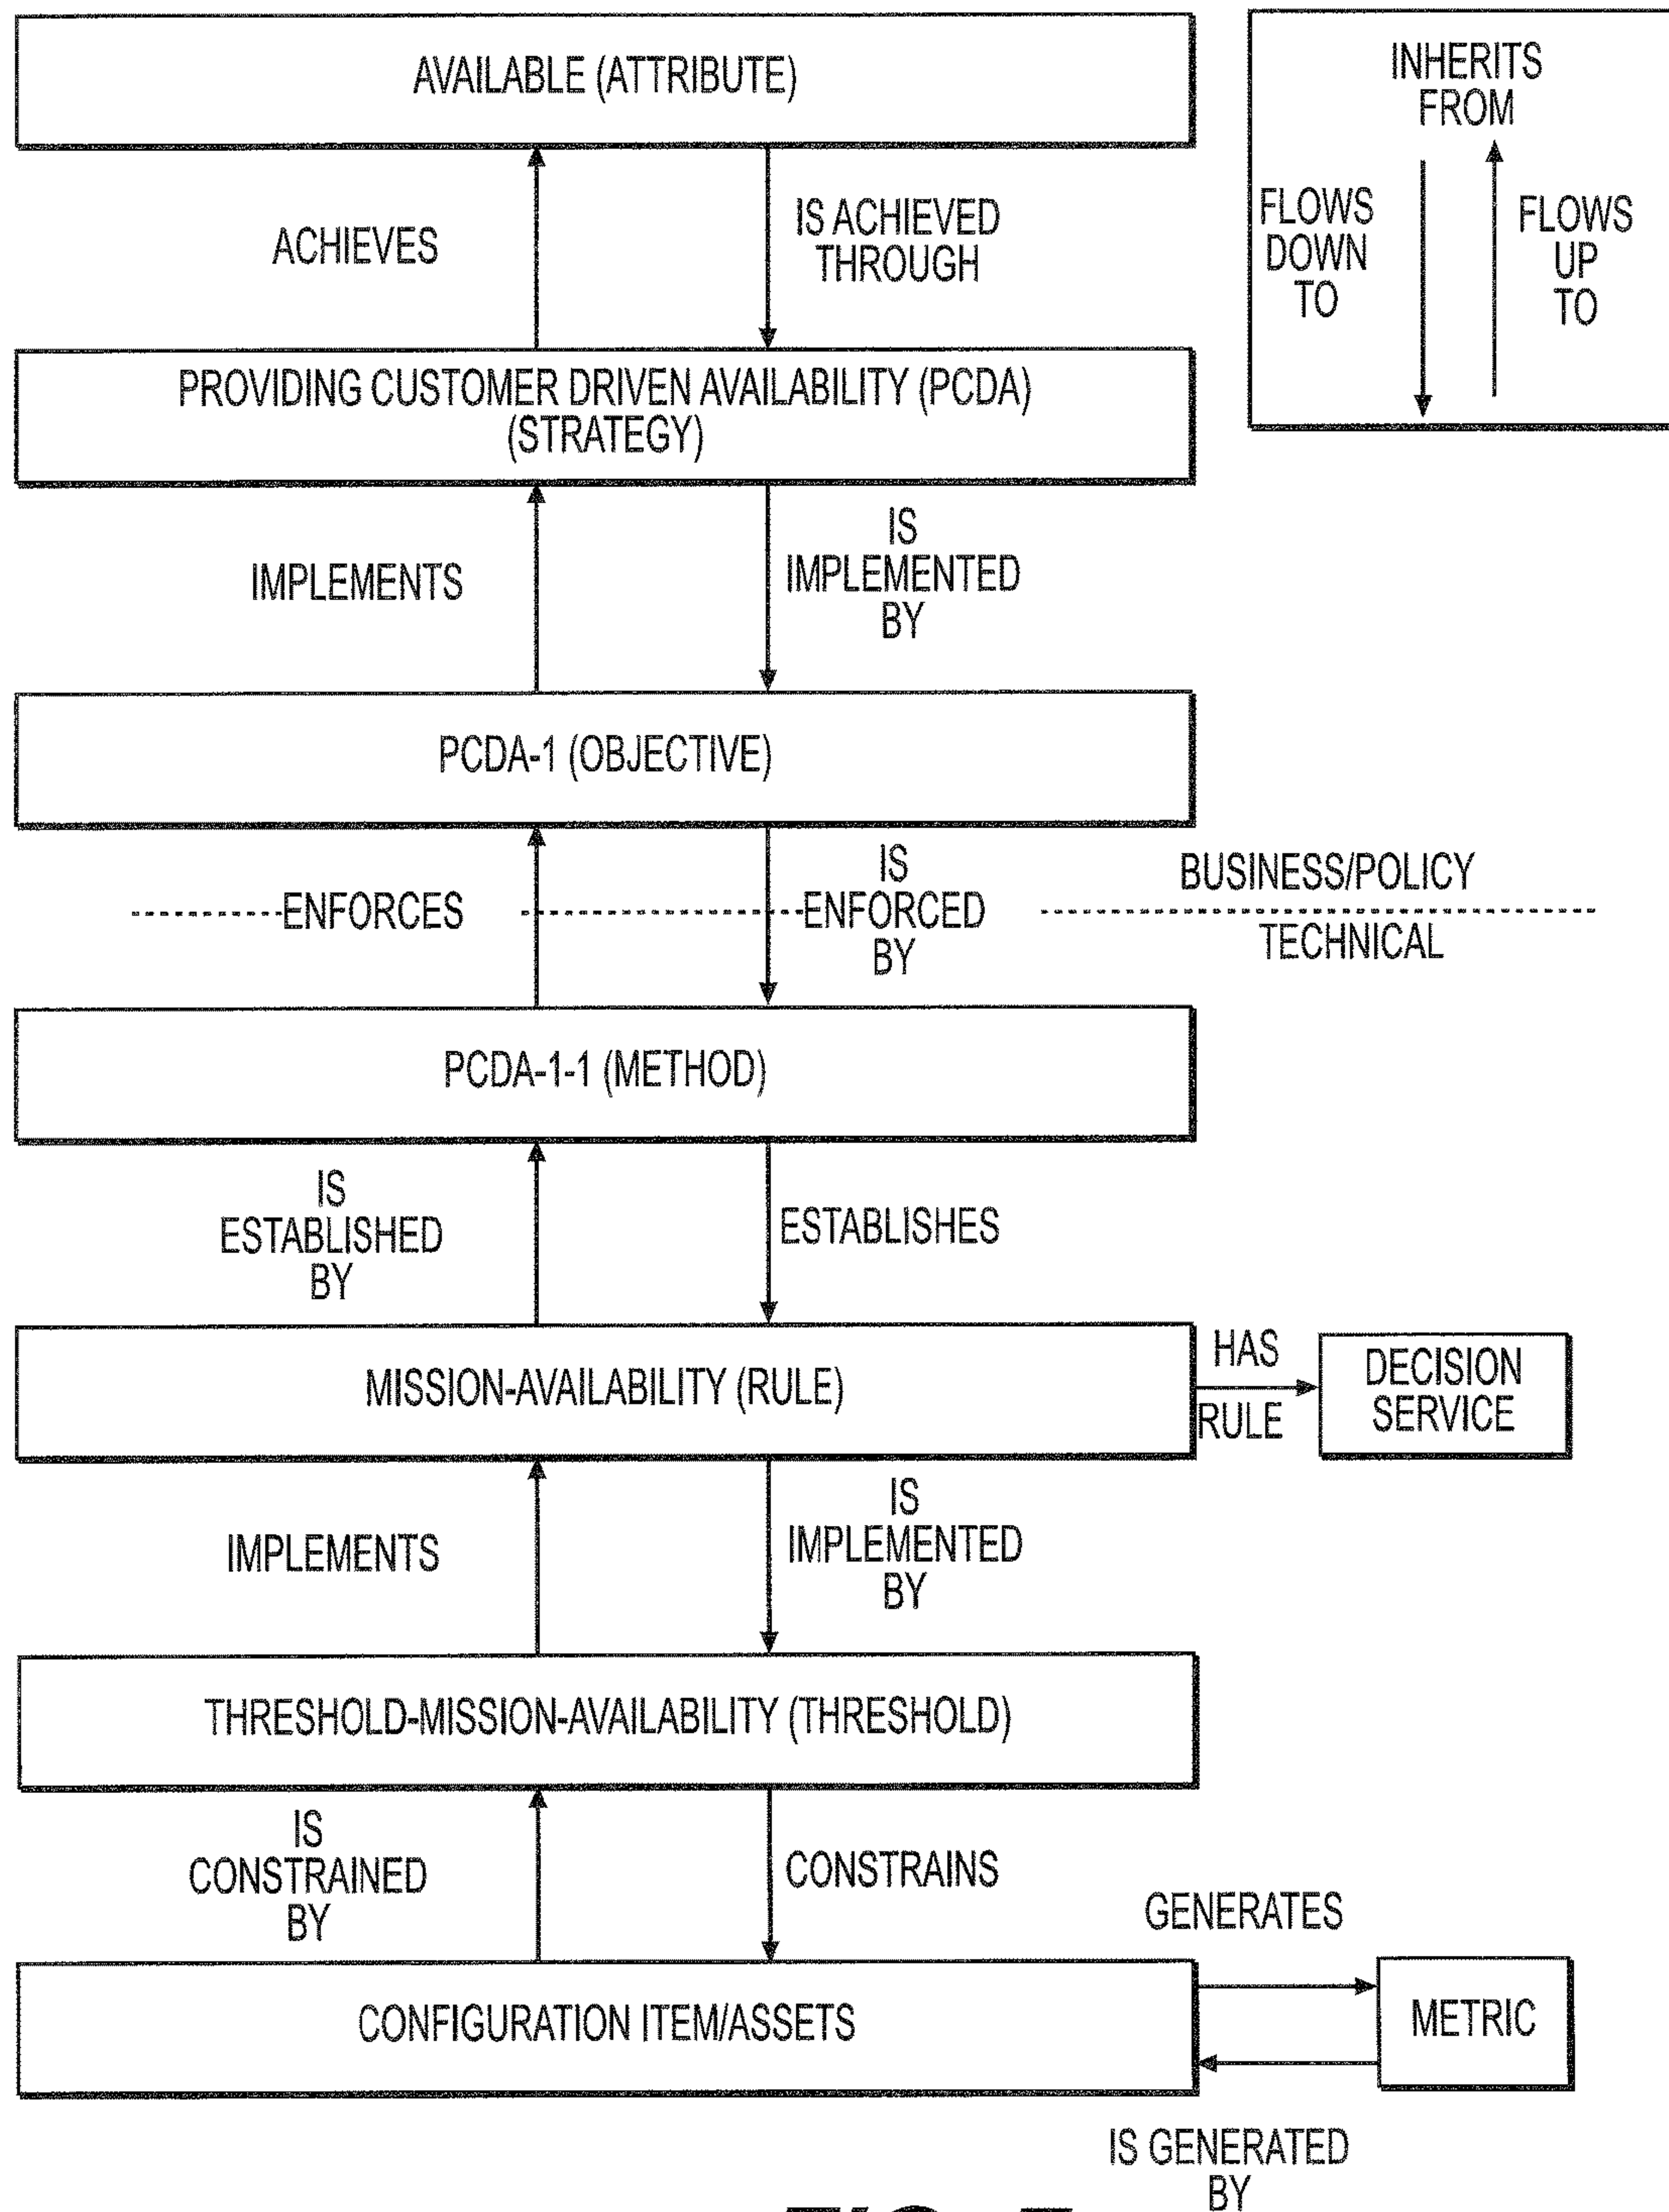 AVAILABLE (ATTRIBUTE)
INHERITS
FROM
FLOWS
DOWN
TO
FLOWS
UP
TO
ACHIEVES
IS ACHIEVED
THROUGH
PROVIDING CUSTOMER DRIVEN AVAILABILITY (PCDA)
(STRATEGY)
IMPLEMENTS
IS
IMPLEMENTED
BY
PCDA-1 (OBJECTIVE)
ENFORCES
IS
ENFORCED
BY
BUSINESS/POLICY
TECHNICAL
PCDA-1-1 (METHOD)
IS
ESTABLISHED
BY
ESTABLISHES
MISSION-AVAILABILITY (RULE)
HAS
RULE
DECISION
SERVICE
IMPLEMENTS
IS
IMPLEMENTED
BY
THRESHOLD-MISSION-AVAILABILITY (THRESHOLD)
IS
CONSTRAINED
BY
CONSTRAINS
GENERATES
CONFIGURATION ITEM/ASSETS
METRIC
IS GENERATED
BY